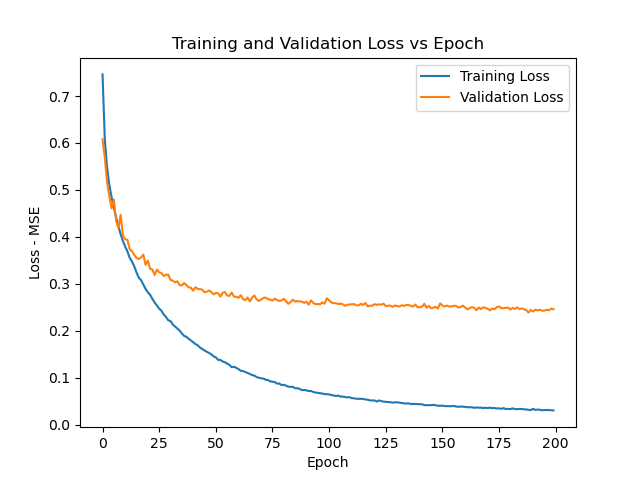 Training and Validation Loss vs Epoch
Training Loss
Validation Loss
Loss - MSE
0.7
0.6
0.5
0.4
0.3
0.2
0.1
0.0
0 25 50 75 100 125 150 175 200
Epoch